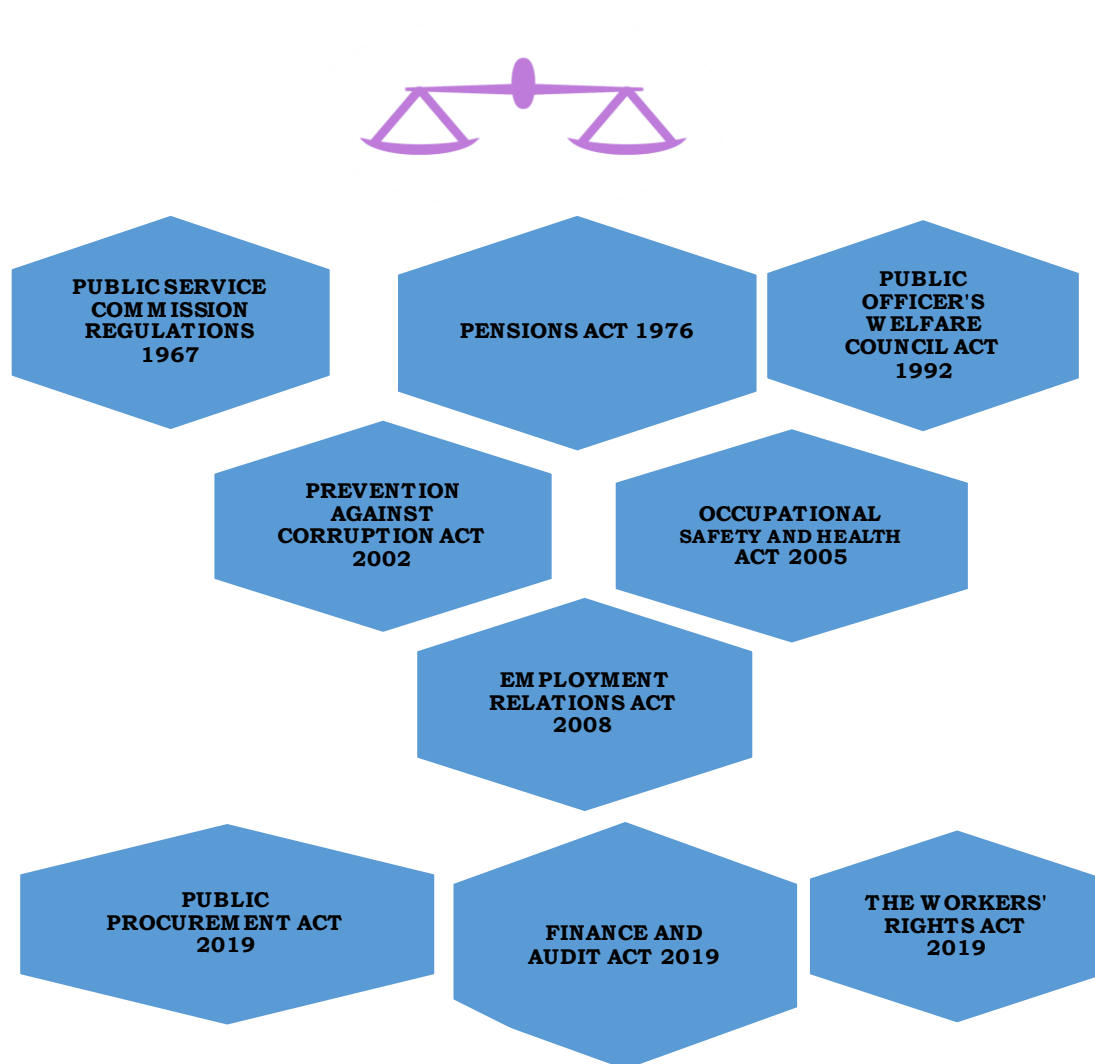 PUBLIC SERVICE
COMMISSION
REGULATIONS
1967
PENSIONS ACT 1976
PUBLIC
OFFICER'S
WELFARE
COUNCIL ACT
1992
PREVENTION
AGAINST
CORRUPTION ACT
2002
OCCUPATIONAL
SAFETY AND HEALTH
ACT 2005
EMPLOYMENT
RELATIONS ACT
2008
PUBLIC
PROCUREMENT ACT
2019
FINANCE AND
AUDIT ACT 2019
THE WORKERS'
RIGHTS ACT
2019